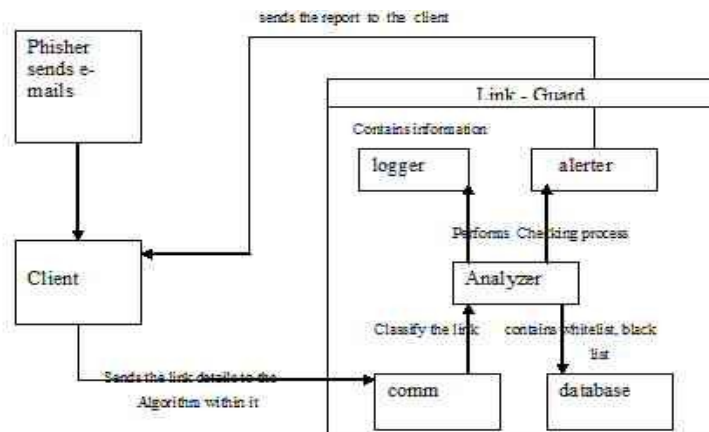 sends the report to the client
Phisher
sends e-
mails
Link - Guard
Contains information
logger
alerter
Performs Checking process
Client
Analyzer
Classify the link
contains whitelist, black
list
Sends the link details to the
Algorithm within it
comm
database